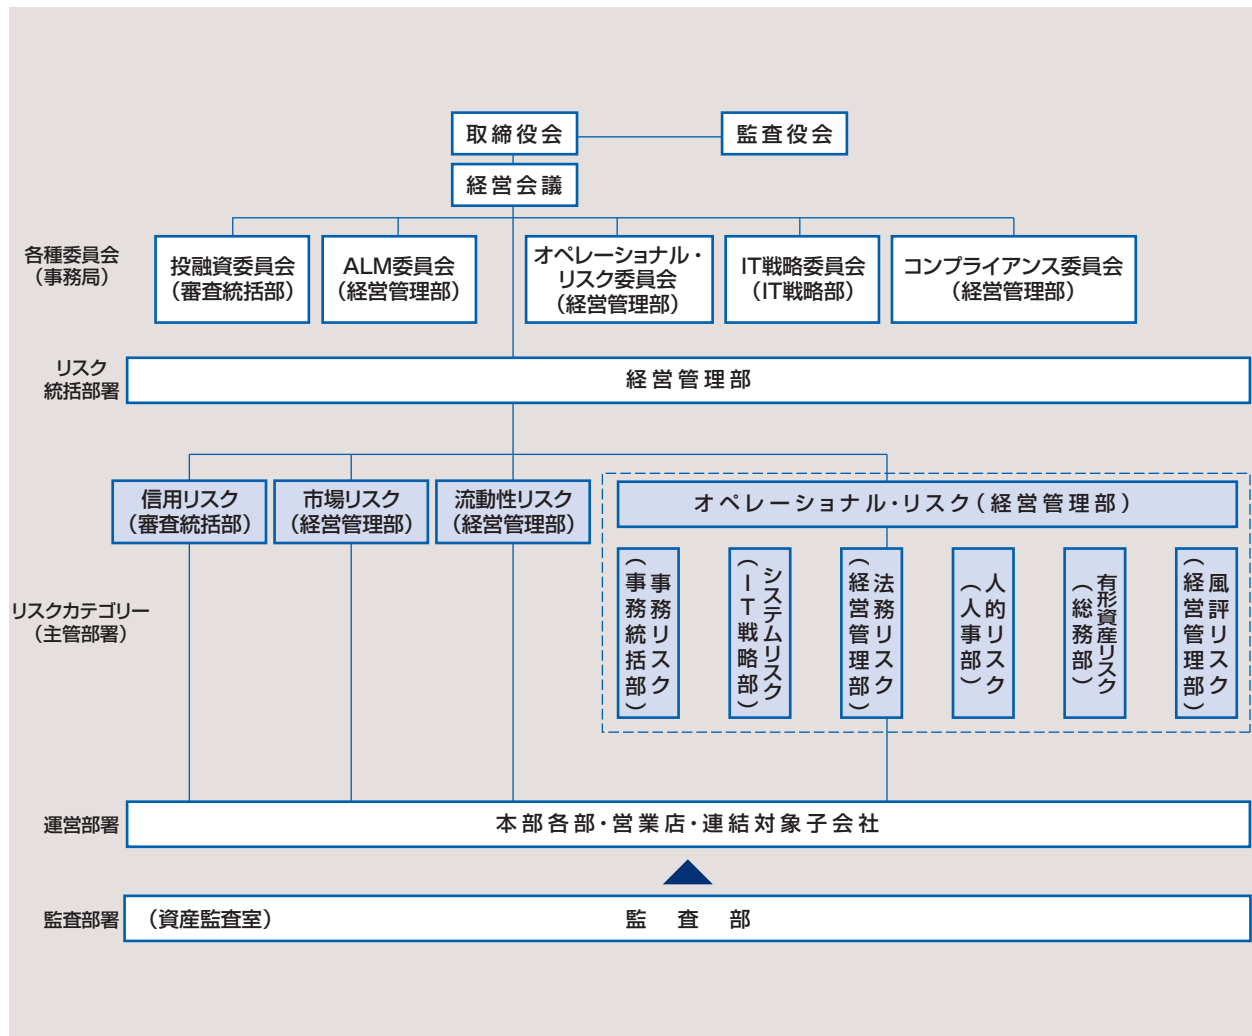 取締役会
監査役会
経営会議
各種委員会
(事務局)
投融資委員会
(審査統括部)
ALM委員会
(経営管理部)
オペレーショナル・
リスク委員会
(経営管理部)
IT戦略委員会
(IT戦略部)
コンプライアンス委員会
(経営管理部)
リスク
統括部署
経営管理部
リスクカテゴリー
(主管部署)
信用リスク
(審査統括部)
市場リスク
(経営管理部)
流動性リスク
(経営管理部)
オペレーショナル・リスク(経営管理部)
事務リスク
(事務統括部)
システムリスク
(IT戦略部)
法務リスク
(経営管理部)
人的リスク
(人事部)
有形資産リスク
(総務部)
風評リスク
(経営管理部)
運営部署
本部各部・営業店・連結対象子会社
監査部署
(資産監査室)
監査部